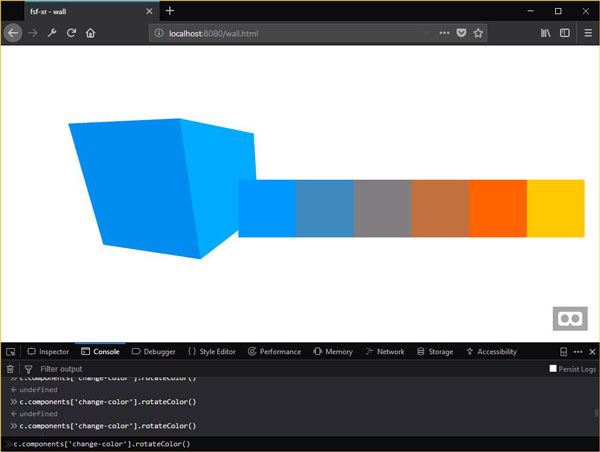 fsf-xr - wall
localhost:8080/wall.html
Inspector Console Debugger { } Style Editor Performance Memory Network Storage Accessibility
Filter output Persist Logs
c.components['change-color'].rotateColor()
undefined
c.components['change-color'].rotateColor()
undefined
c.components['change-color'].rotateColor()
c.components['change-color'].rotateColor()